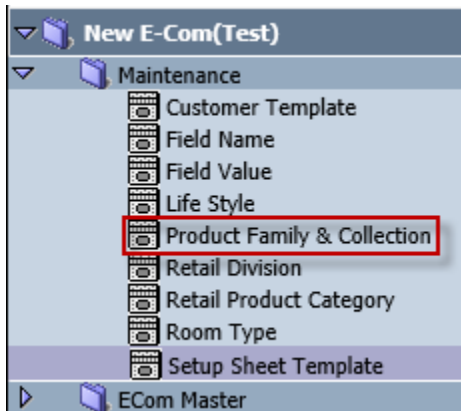 New E-Com(Test)
Maintenance
Customer Template
Field Name
Field Value
Life Style
Product Family & Collection
Retail Division
Retail Product Category
Room Type
Setup Sheet Template
ECom Master